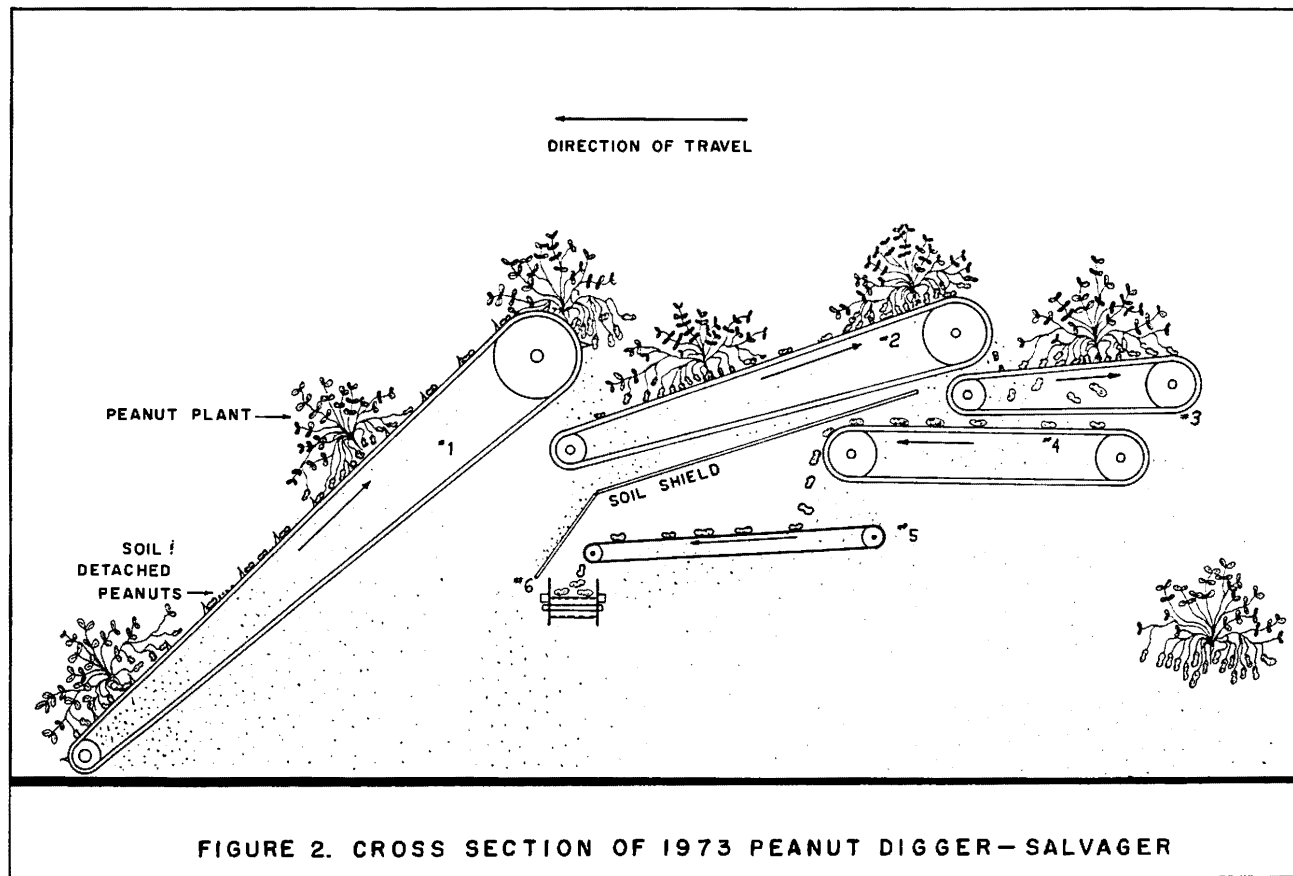 DIRECTION OF TRAVEL
PEANUT PLANT
SOIL &
DETACHED
PEANUTS
#1
#2
#3
#4
SOIL SHIELD
#5
#6
FIGURE 2. CROSS SECTION OF 1973 PEANUT DIGGER—SALVAGER